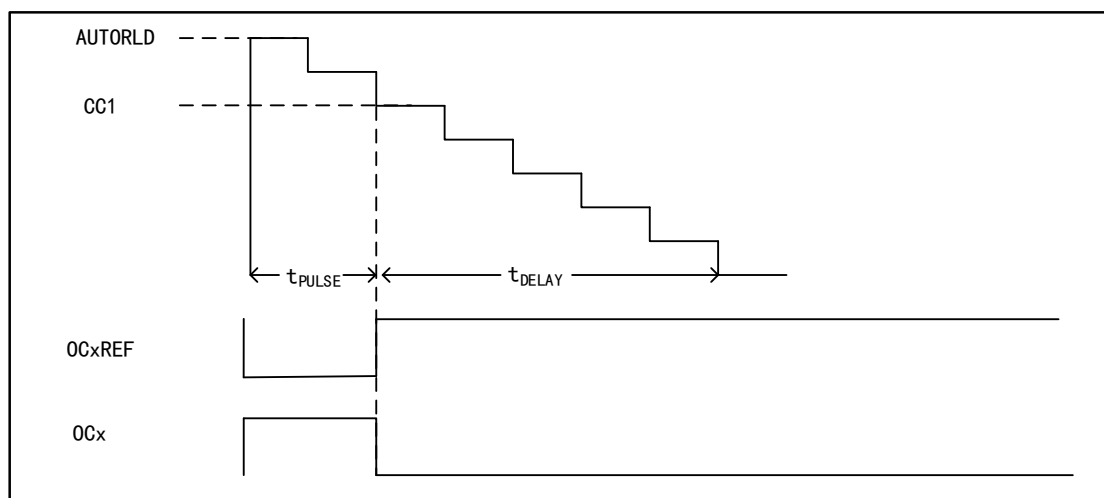 AUTORLD
CC1
tPULSE
tDELAY
OCxREF
OCx